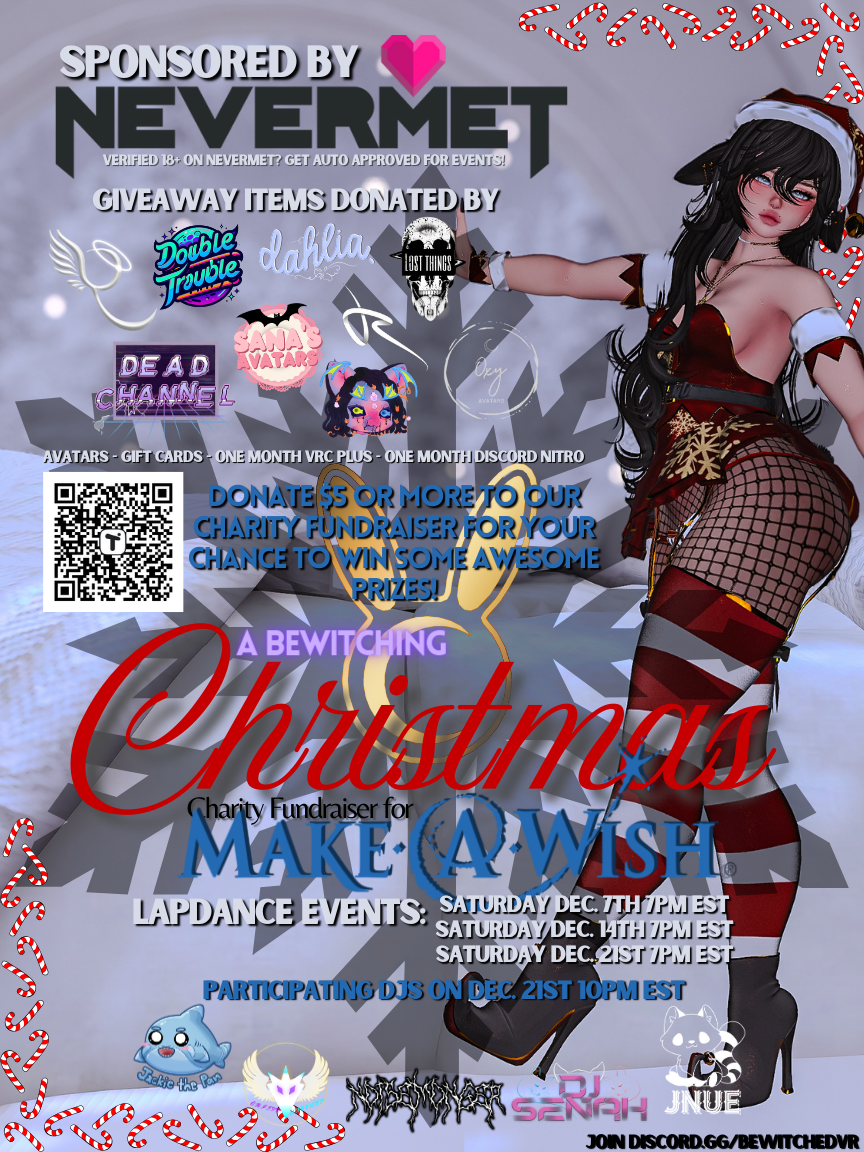 SPONSORED BY
NEVERMET
VERIFIED 18+ ON NEVERMET? GET AUTO APPROVED FOR EVENTS!
GIVEAWAY ITEMS DONATED BY
Double
Trouble
dahlia
LOST THINGS
SANA'S
AVATARS
DEAD
CHANNEL
Oxy
AVATARS
AVATARS - GIFT CARDS - ONE MONTH VRC PLUS - ONE MONTH DISCORD NITRO
T
DONATE $5 OR MORE TO OUR
CHARITY FUNDRAISER FOR YOUR
CHANCE TO WIN SOME AWESOME
PRIZES!
A BEWITCHING
Christmas
Charity Fundraiser for
MAKE·A·WISH®
LAPDANCE EVENTS:
SATURDAY DEC. 7TH 7PM EST
SATURDAY DEC. 14TH 7PM EST
SATURDAY DEC. 21ST 7PM EST
PARTICIPATING DJS ON DEC. 21ST 10PM EST
Jackie the Fan
DJ
SENAH
JNUE
JOIN DISCORD.GG/BEWITCHEDVR